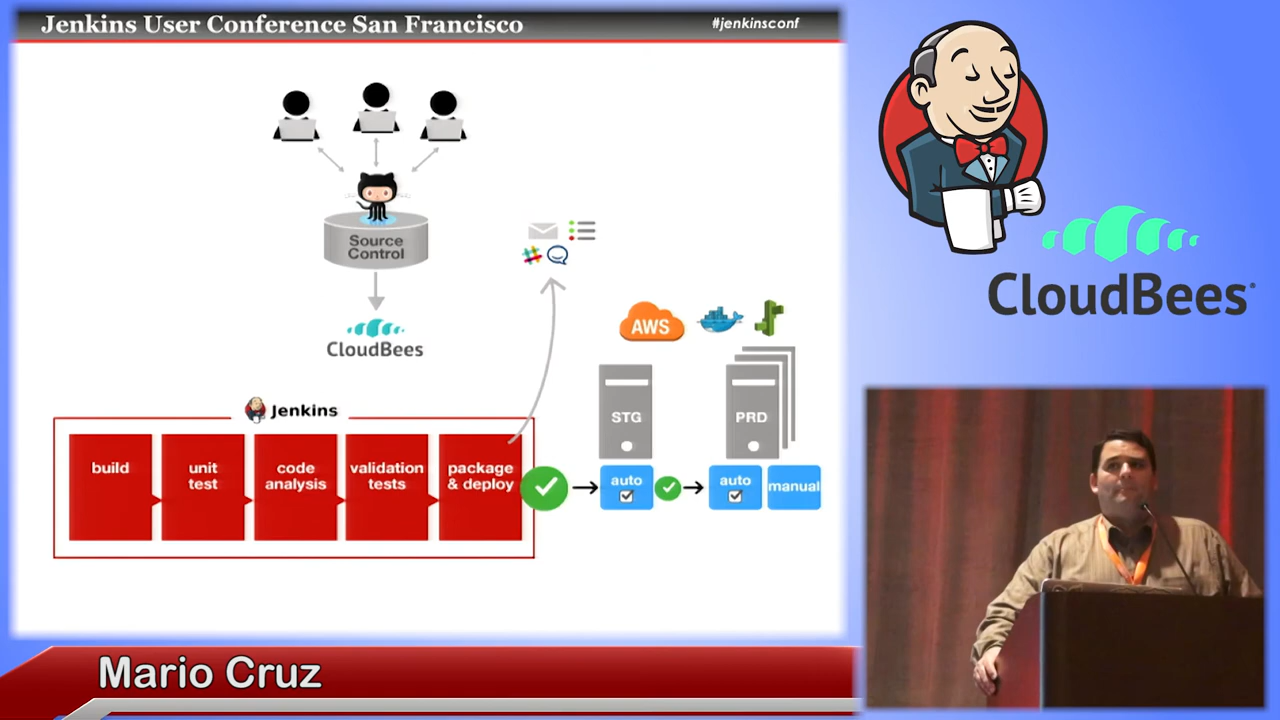 Jenkins User Conference San Francisco
#jenkinsconf
Source
Control
CloudBees
AWS
STG
PRD
Jenkins
build
unit
test
code
analysis
validation
tests
package
& deploy
auto
auto
manual
CloudBees
Mario Cruz